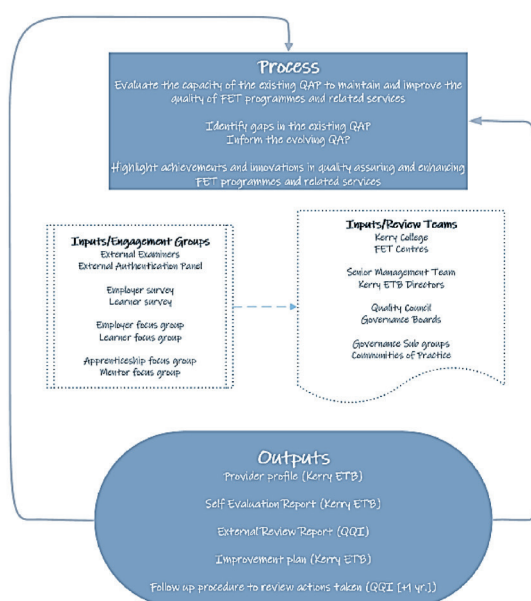 Process
Evaluate the capacity of the existing QAP to maintain and improve the
quality of FET programmes and related services
Identify gaps in the existing QAP
Inform the evolving QAP
Highlight achievements and innovations in quality assuring and enhancing
FET programmes and related services
Inputs/Engagement Groups
External Examiners
External Authentication Panel
Employer survey
Learner survey
Employer focus group
Learner focus group
Apprenticeship focus group
Mentor focus group
Inputs/Review Teams
Kerry College
FET Centres
Senior Management Team
Kerry ETB Directors
Quality Council
Governance Boards
Governance Sub groups
Communities of Practice
Outputs
Provider profile (Kerry ETB)
Self Evaluation Report (Kerry ETB)
External Review Report (QQI)
Improvement plan (Kerry ETB)
Follow up procedure to review actions taken (QQI [+1 yr.])